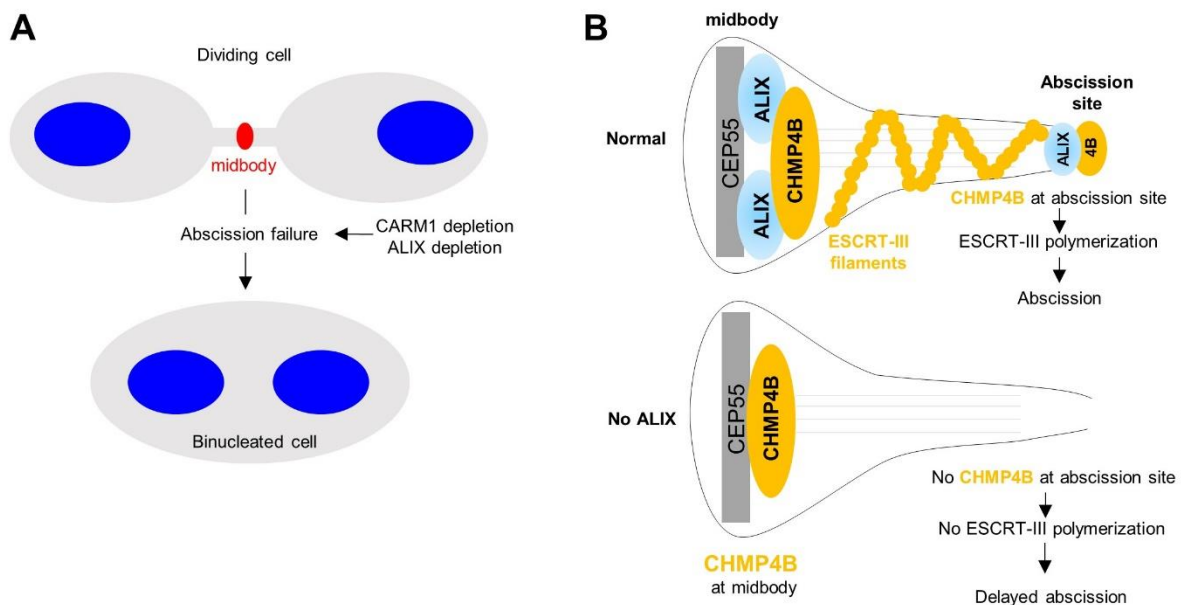 A
Dividing cell
midbody
Abscission failure
CARM1 depletion
ALIX depletion
Binucleated cell
B
midbody
Normal
CEP55
ALIX
ALIX
CHMP4B
ESCRT-III
filaments
Abscission
site
ALIX
4B
CHMP4B at abscission site
ESCRT-III polymerization
Abscission
No ALIX
CEP55
CHMP4B
CHMP4B
at midbody
No CHMP4B at abscission site
No ESCRT-III polymerization
Delayed abscission